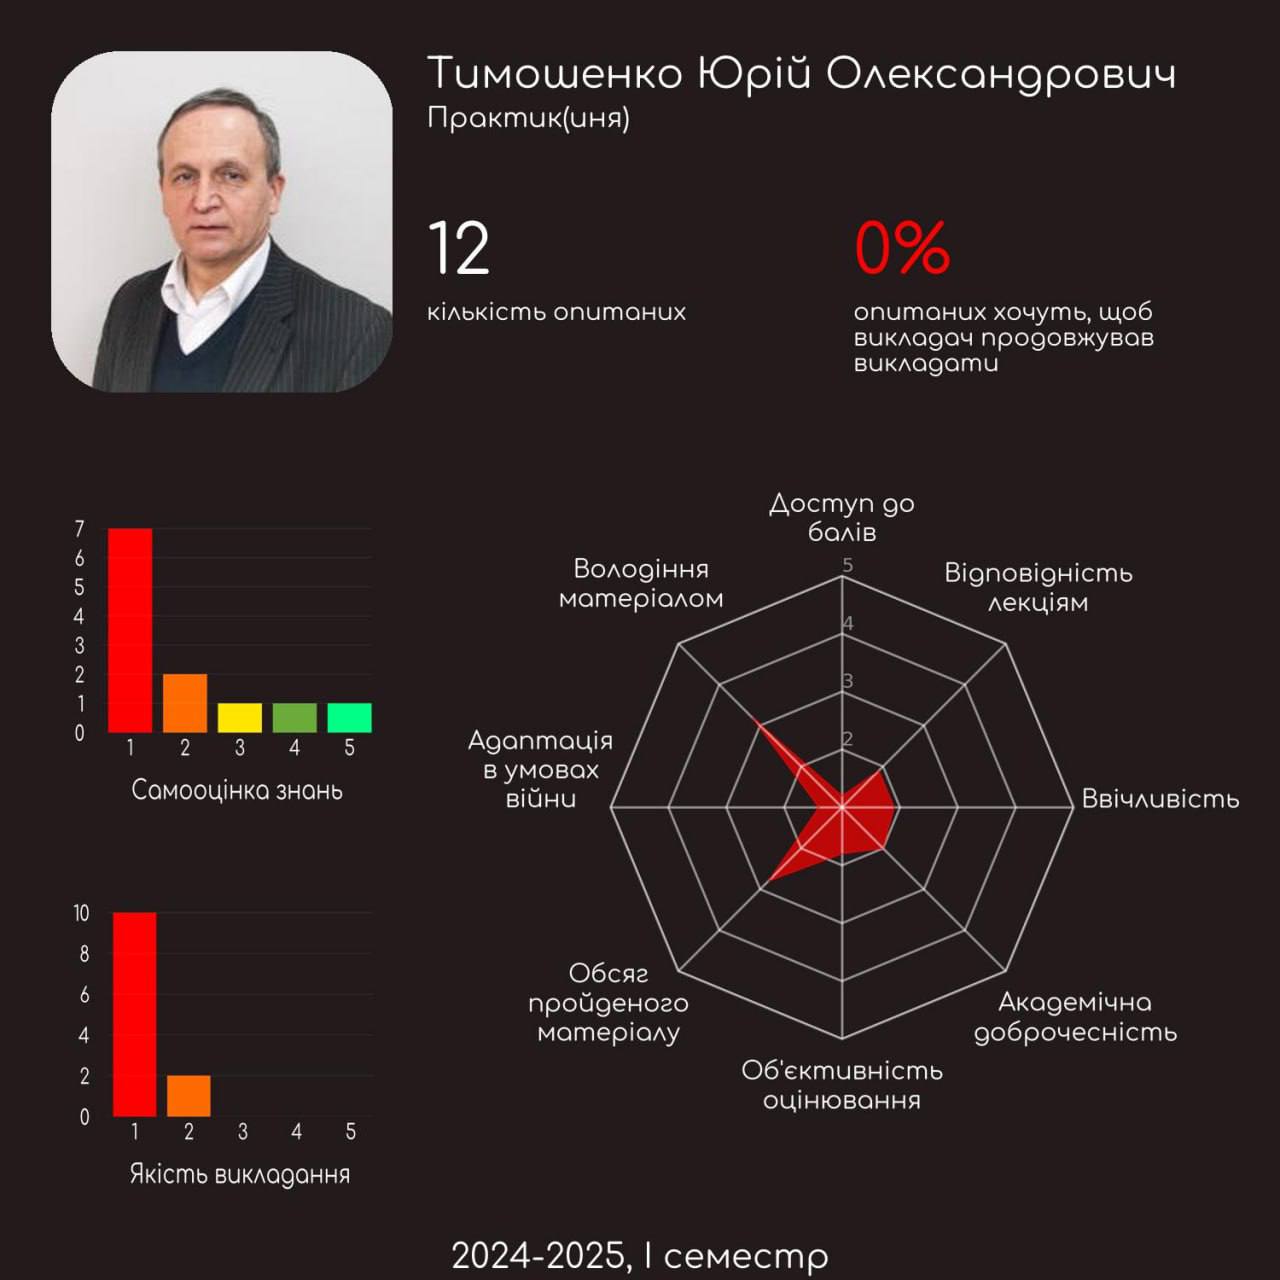 Тимошенко Юрій Олександрович
Практик(иня)
12
кількість опитаних
0%
опитаних хочуть, щоб
викладач продовжував
викладати
7
6
5
4
3
2
1
0
1 2 3 4 5
Самооцінка знань
10
8
6
4
2
0
1 2 3 4 5
Якість викладання
Доступ до
балів
Відповідність
лекціям
Ввічливість
Академічна
доброчесність
Об'єктивність
оцінювання
Обсяг
пройденого
матеріалу
Адаптація
в умовах
війни
Володіння
матеріалом
5
4
3
2
2024-2025, I семестр